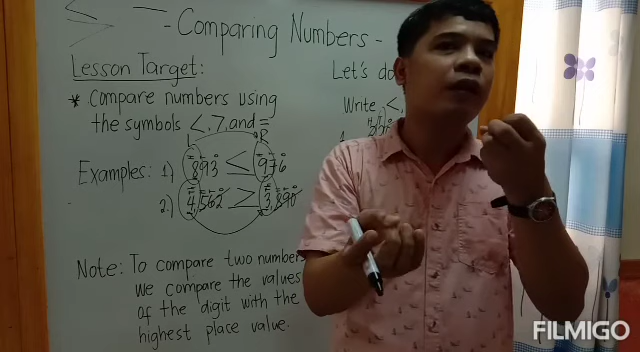 - Comparing Numbers -
Lesson Target:
* Compare numbers using
the symbols <, >, and =
Examples: 1.) 893 < 976
2.) 4,562 > 3,890
Note: To compare two numbers
we compare the values
of the digit with the
highest place value.
Let's do
Write <,
FILMIGO